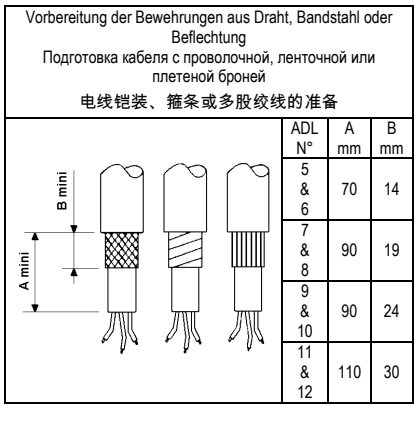 Vorbereitung der Bewehrungen aus Draht, Bandstahl oder
Beflechtung
Подготовка кабеля с проволочной, ленточной или
плетеной броней
电线铠装、箍条或多股绞线的准备
ADL N° A mm B mm
5 & 6 70 14
7 & 8 90 19
9 & 10 90 24
11 & 12 110 30
B mini
A mini